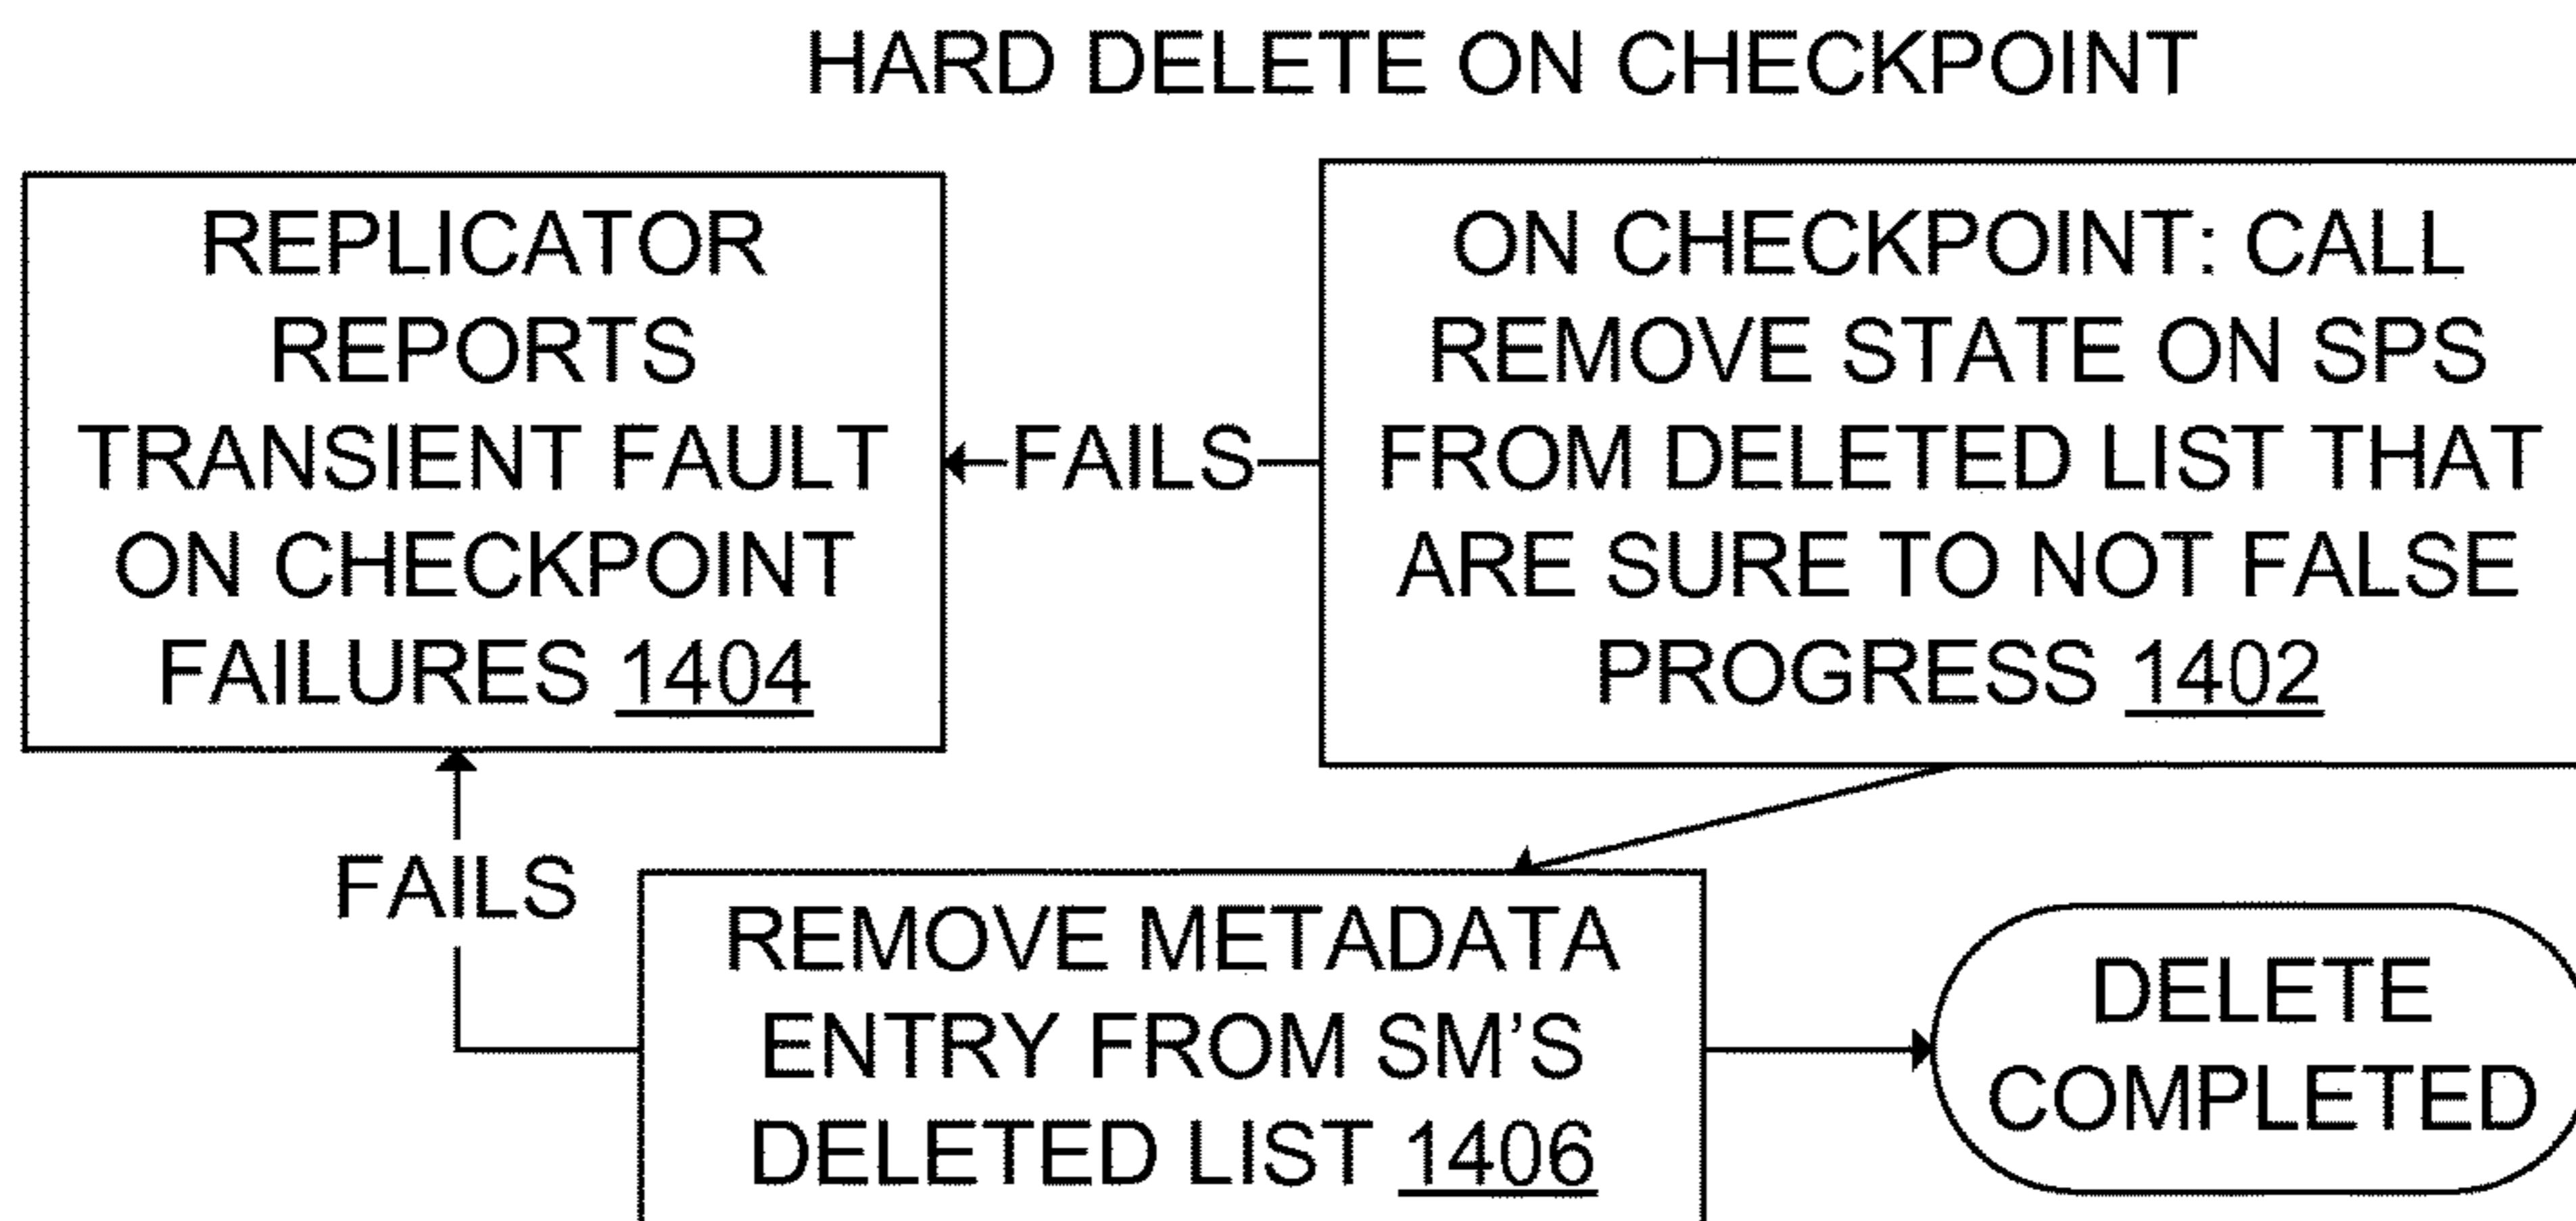 HARD DELETE ON CHECKPOINT
REPLICATOR
REPORTS
TRANSIENT FAULT
ON CHECKPOINT
FAILURES 1404
FAILS
ON CHECKPOINT: CALL
REMOVE STATE ON SPS
FROM DELETED LIST THAT
ARE SURE TO NOT FALSE
PROGRESS 1402
FAILS
REMOVE METADATA
ENTRY FROM SM'S
DELETED LIST 1406
DELETE
COMPLETED